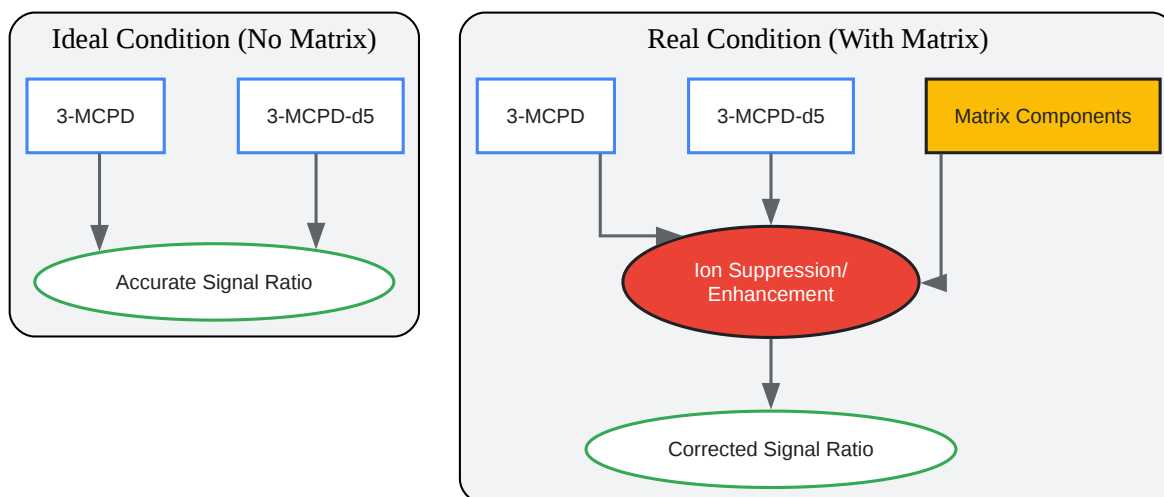 Ideal Condition (No Matrix)
3-MCPD
3-MCPD-d5
Accurate Signal Ratio
Real Condition (With Matrix)
3-MCPD
3-MCPD-d5
Matrix Components
Ion Suppression/
Enhancement
Corrected Signal Ratio